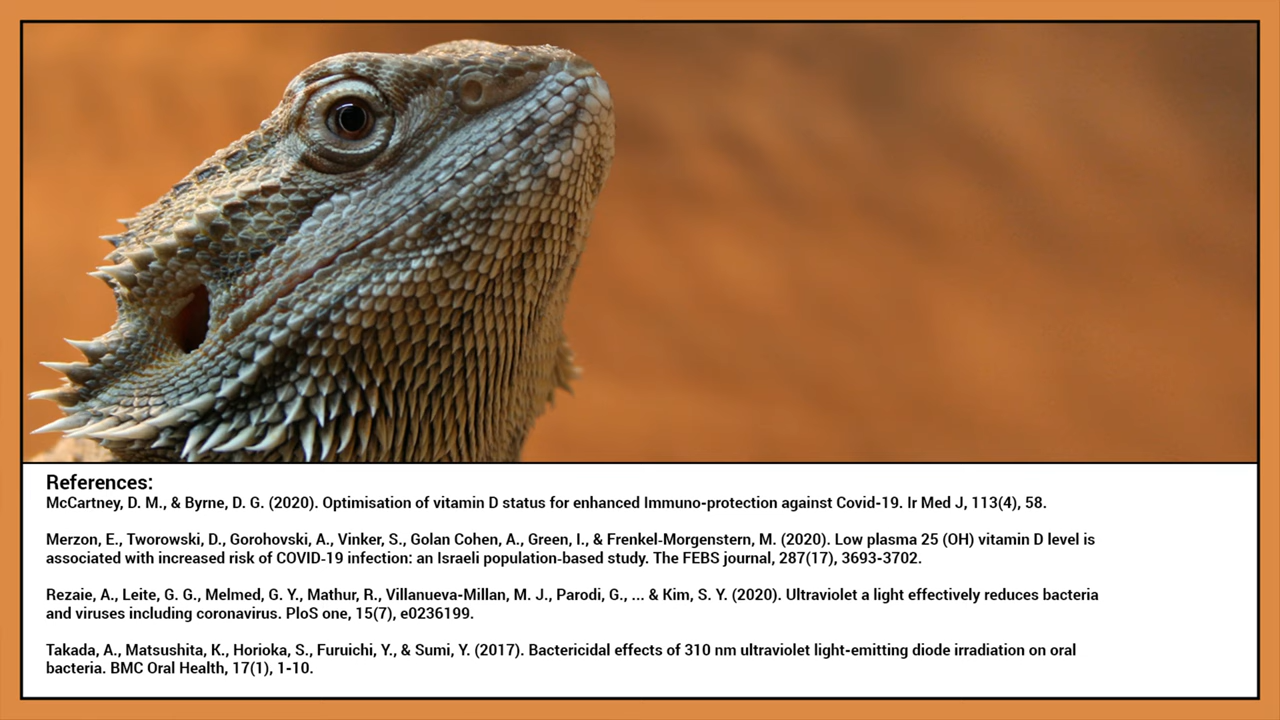 References:
McCartney, D. M., & Byrne, D. G. (2020). Optimisation of vitamin D status for enhanced Immuno-protection against Covid-19. Ir Med J, 113(4), 58.
Merzon, E., Tworowski, D., Gorohovski, A., Vinker, S., Golan Cohen, A., Green, I., & Frenkel-Morgenstern, M. (2020). Low plasma 25 (OH) vitamin D level is
associated with increased risk of COVID-19 infection: an Israeli population-based study. The FEBS journal, 287(17), 3693-3702.
Rezaie, A., Leite, G. G., Melmed, G. Y., Mathur, R., Villanueva-Millan, M. J., Parodi, G., ... & Kim, S. Y. (2020). Ultraviolet a light effectively reduces bacteria
and viruses including coronavirus. PloS one, 15(7), e0236199.
Takada, A., Matsushita, K., Horioka, S., Furuichi, Y., & Sumi, Y. (2017). Bactericidal effects of 310 nm ultraviolet light-emitting diode irradiation on oral
bacteria. BMC Oral Health, 17(1), 1-10.